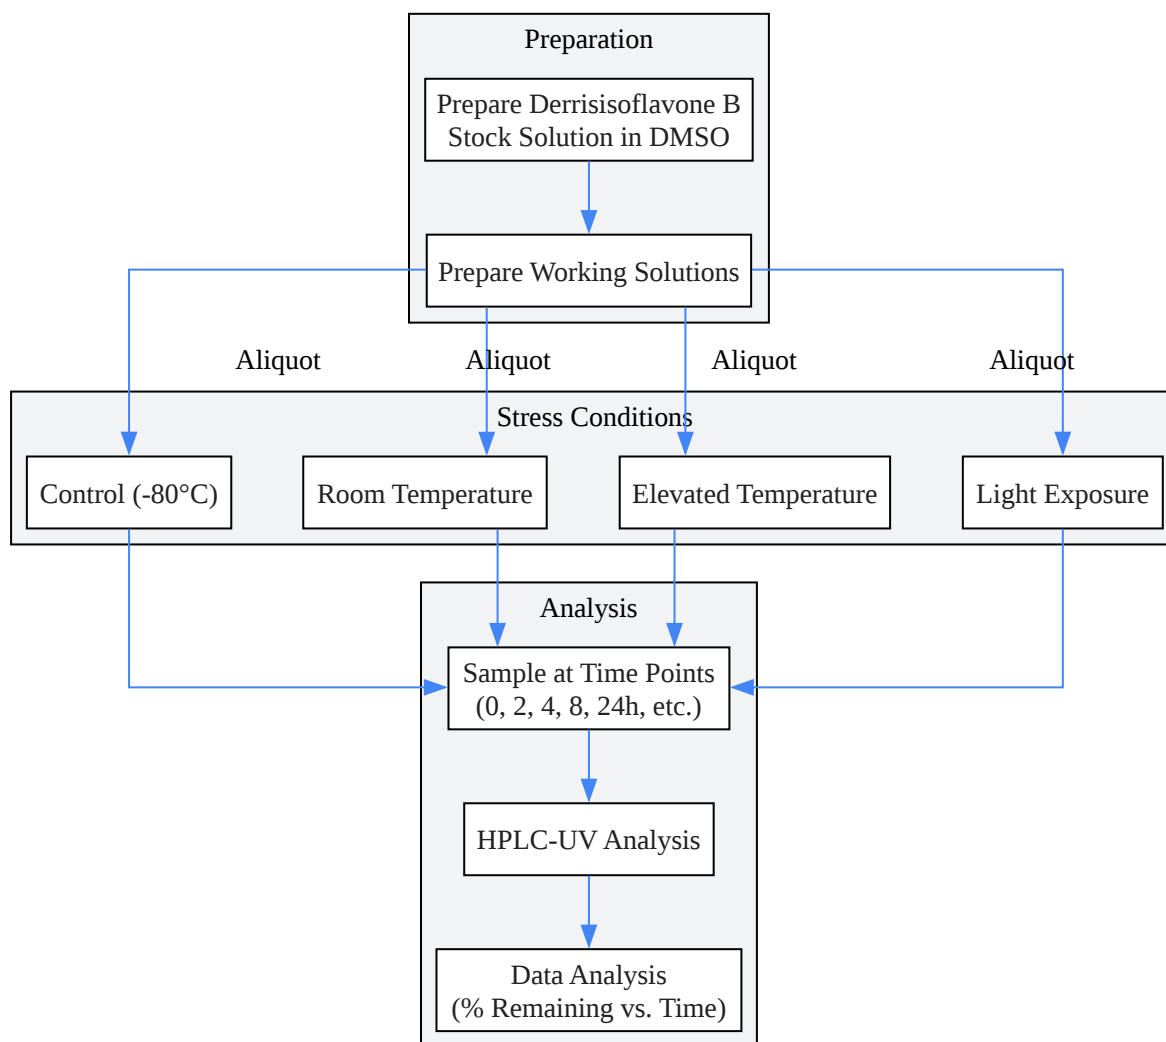 Preparation
Prepare Derrisisoflavone B
Stock Solution in DMSO
Prepare Working Solutions
Aliquot
Aliquot
Aliquot
Aliquot
Stress Conditions
Control (-80°C)
Room Temperature
Elevated Temperature
Light Exposure
Analysis
Sample at Time Points
(0, 2, 4, 8, 24h, etc.)
HPLC-UV Analysis
Data Analysis
(% Remaining vs. Time)